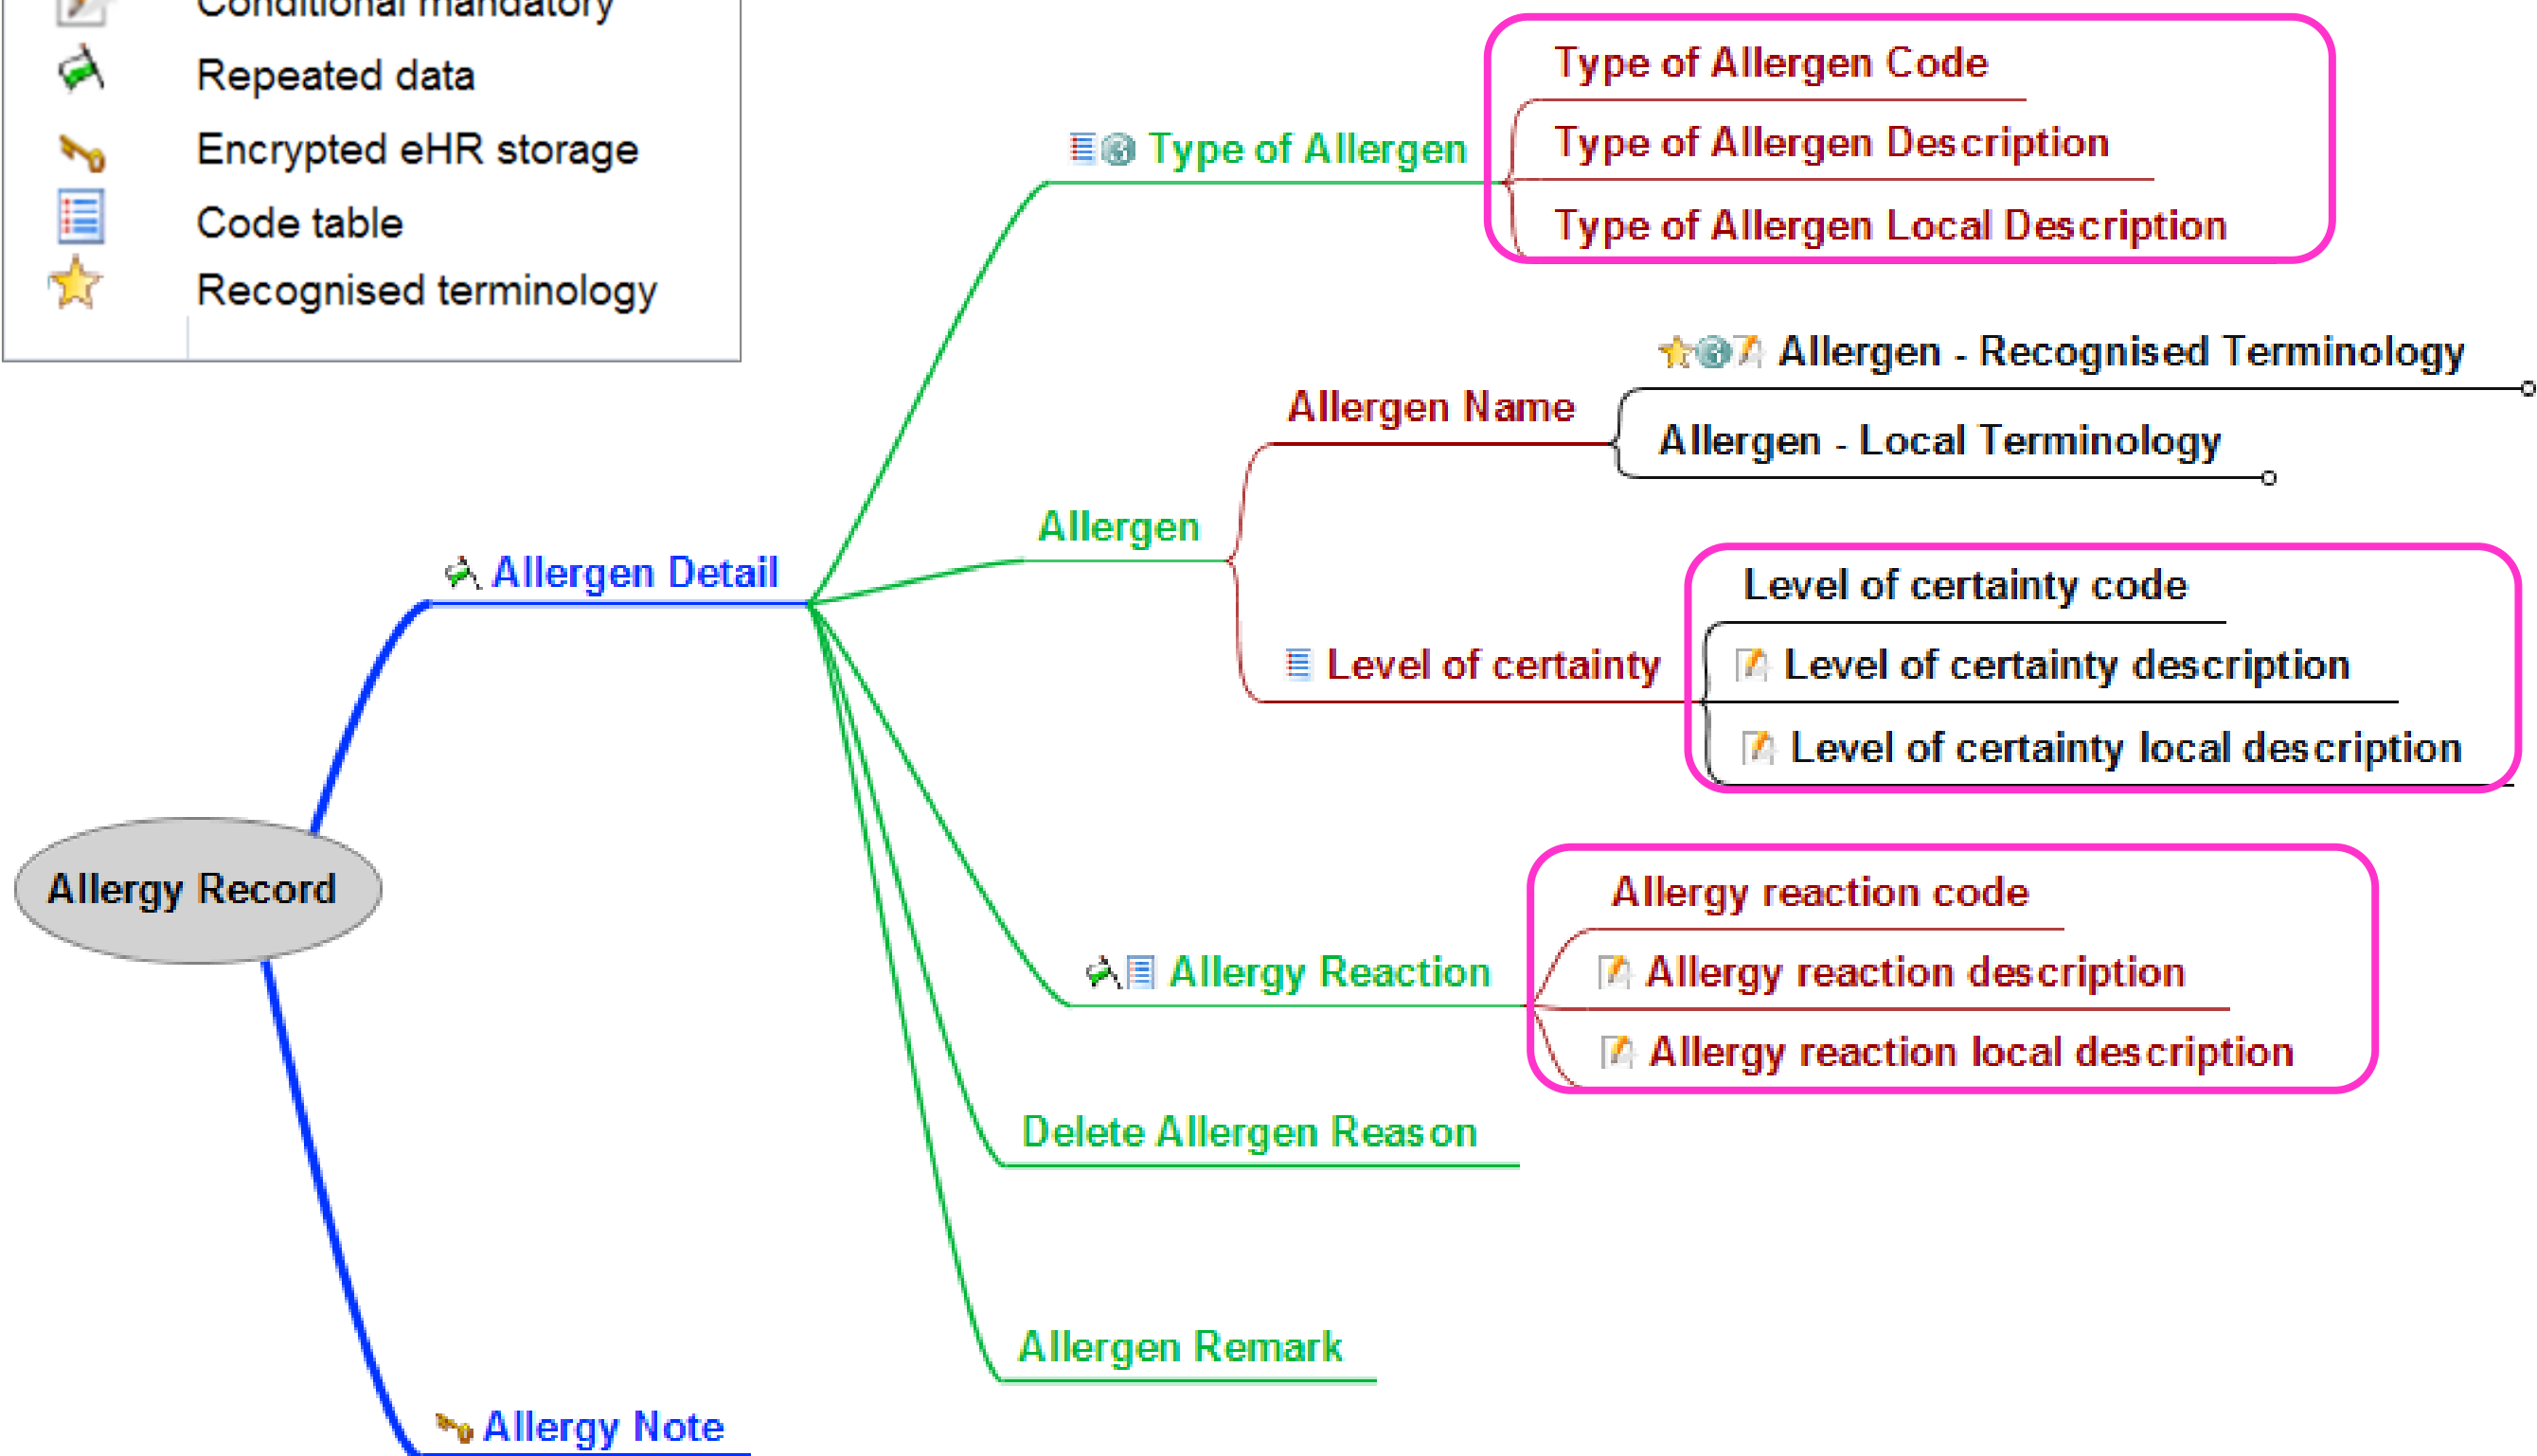 Conditional mandatory
Repeated data
Encrypted eHR storage
Code table
Recognised terminology
Type of Allergen
Type of Allergen Code
Type of Allergen Description
Type of Allergen Local Description
Allergen
Allergen Name
Allergen - Recognised Terminology
Allergen - Local Terminology
Level of certainty
Level of certainty code
Level of certainty description
Level of certainty local description
Allergen Detail
Allergy Record
Allergy Reaction
Allergy reaction code
Allergy reaction description
Allergy reaction local description
Delete Allergen Reason
Allergen Remark
Allergy Note